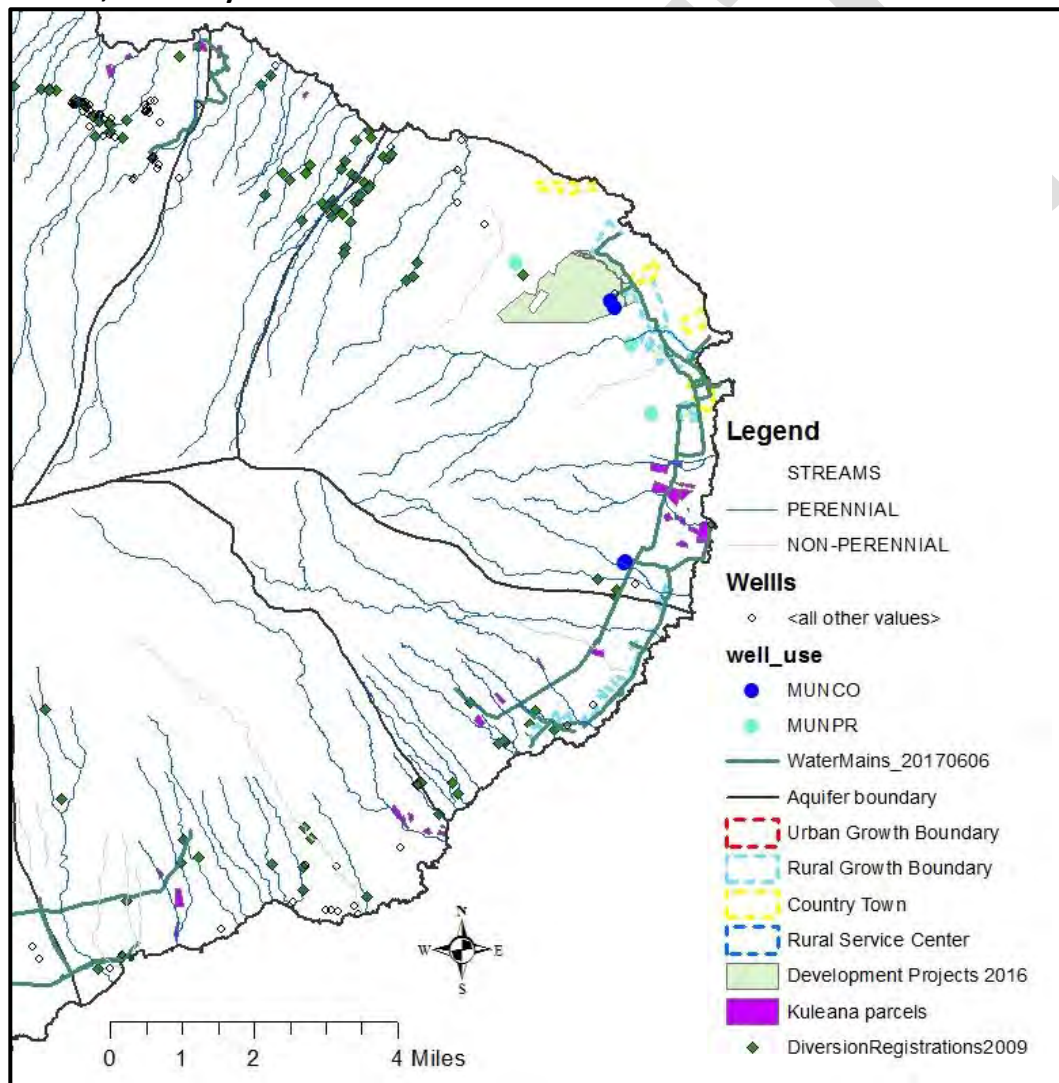 Legend
STREAMS
PERENNIAL
NON-PERENNIAL
Wellls
<all other values>
well_use
MUNCO
MUNPR
WaterMains_20170606
Aquifer boundary
Urban Growth Boundary
Rural Growth Boundary
Country Town
Rural Service Center
Development Projects 2016
Kuleana parcels
DiversionRegistrations2009
N
W E
S
0 1 2 4 Miles